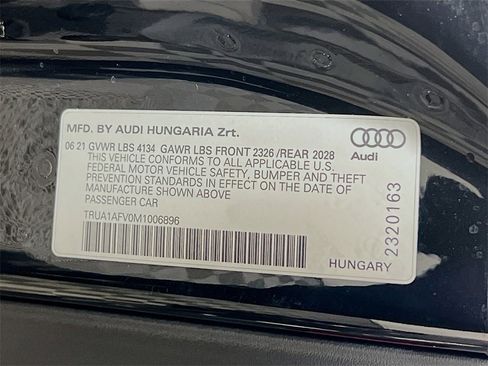 MFD. BY AUDI HUNGARIA Zrt.
06 21 GVWR LBS 4134 GAWR LBS FRONT 2326 /REAR 2028
THIS VEHICLE CONFORMS TO ALL APPLICABLE U.S.
FEDERAL MOTOR VEHICLE SAFETY, BUMPER AND THEFT
PREVENTION STANDARDS IN EFFECT ON THE DATE OF
MANUFACTURE SHOWN ABOVE
PASSENGER CAR
TRUA1AFV0M1006896
Audi
HUNGARY
2320163